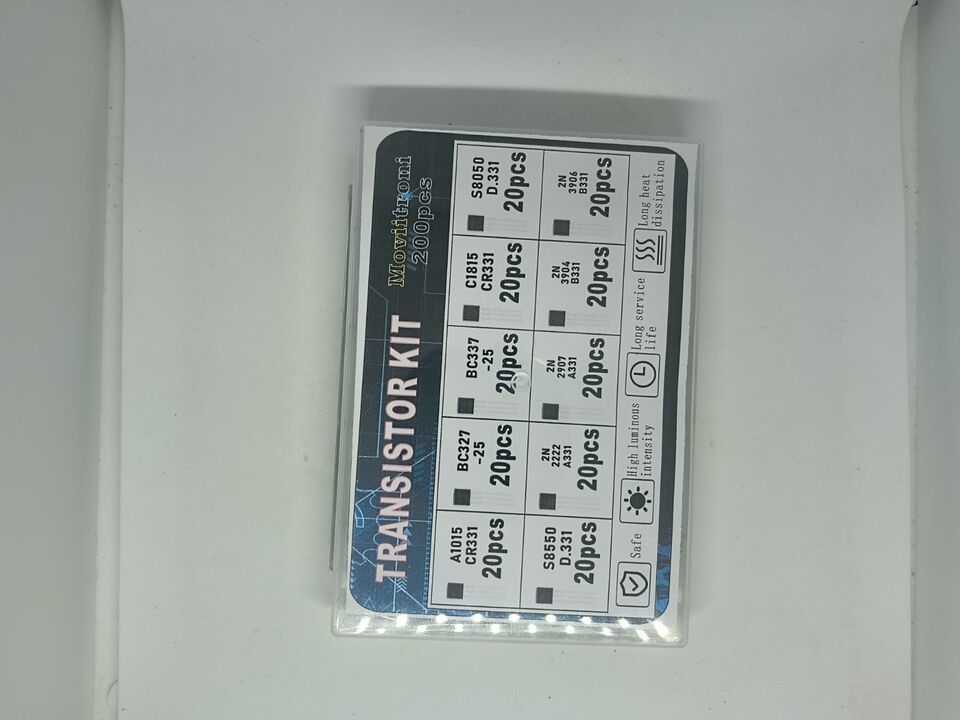 TRANSISTOR KIT
Moviitroni
200pcs
A1015
CR331
20pcs
BC327
-25
20pcs
BC337
-25
20pcs
C1815
CR331
20pcs
S8050
D.331
20pcs
S8550
D.331
20pcs
2N
2222
A331
20pcs
2N
2907
A331
20pcs
2N
3904
B331
20pcs
2N
3906
B331
20pcs
Safe
High luminous
intensity
Long service
life
Long heat
dissipation